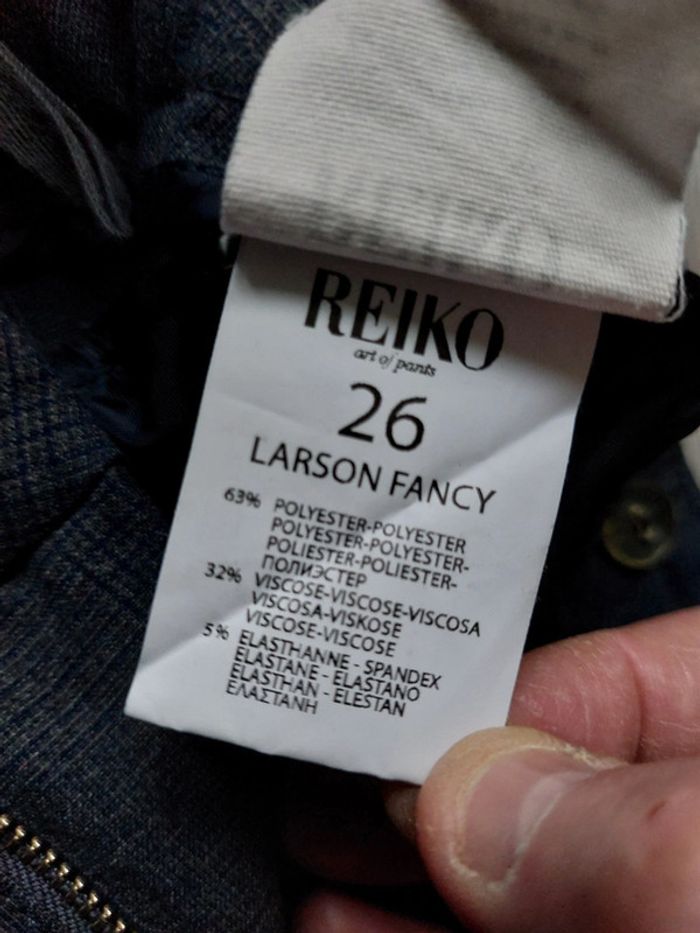 REIKO
art of pants
26
LARSON FANCY
63% POLYESTER-POLYESTER
POLYESTER-POLYESTER-
POLIESTER-POLIESTER-
ПОЛИЭСТЕР
32% VISCOSE-VISCOSE-VISCOSA
VISCOSA-VISKOSE
VISCOSE-VISCOSE
5% ELASTHANNE - SPANDEX
ELASTANE - ELASTANO
ELASTHAN - ELESTAN
ΕΛΑΣΤΑΝΗ